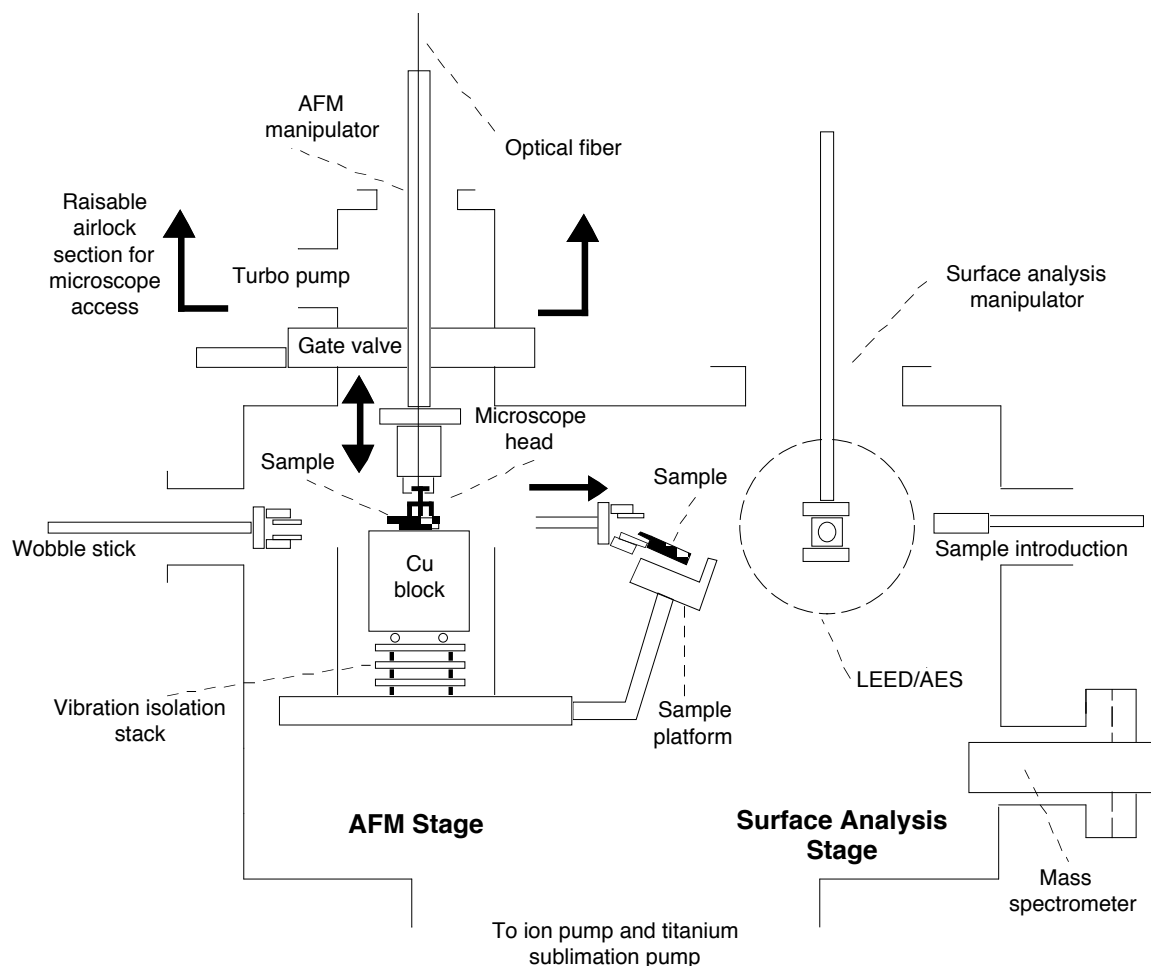 AFM
manipulator
Optical fiber
Raisable
airlock
section for
microscope
access
Turbo pump
Surface analysis
manipulator
Gate valve
Microscope
head
Sample
Sample
Wobble stick
Cu
block
Sample introduction
LEED/AES
Vibration isolation
stack
Sample
platform
AFM Stage
Surface Analysis
Stage
Mass
spectrometer
To ion pump and titanium
sublimation pump